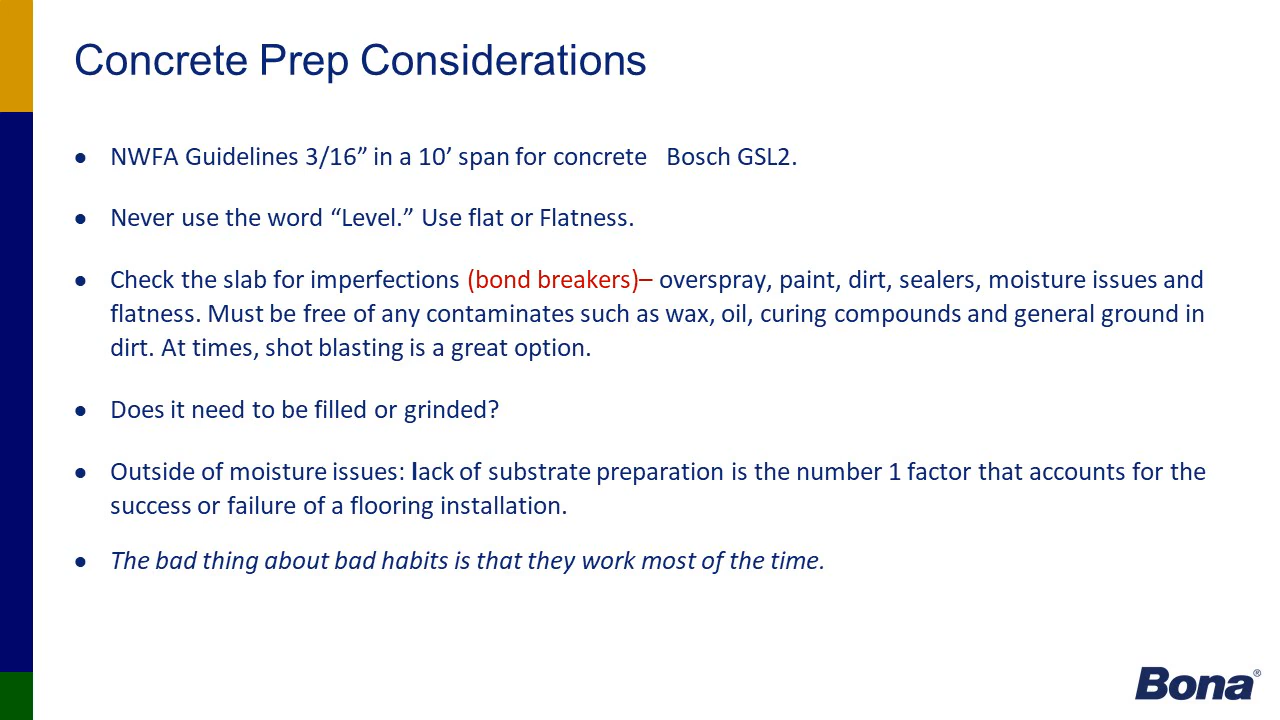 Concrete Prep Considerations
● NWFA Guidelines 3/16” in a 10’ span for concrete   Bosch GSL2.
● Never use the word “Level.” Use flat or Flatness.
● Check the slab for imperfections (bond breakers)– overspray, paint, dirt, sealers, moisture issues and
flatness. Must be free of any contaminates such as wax, oil, curing compounds and general ground in
dirt. At times, shot blasting is a great option.
● Does it need to be filled or grinded?
● Outside of moisture issues: lack of substrate preparation is the number 1 factor that accounts for the
success or failure of a flooring installation.
● The bad thing about bad habits is that they work most of the time.
Bona®